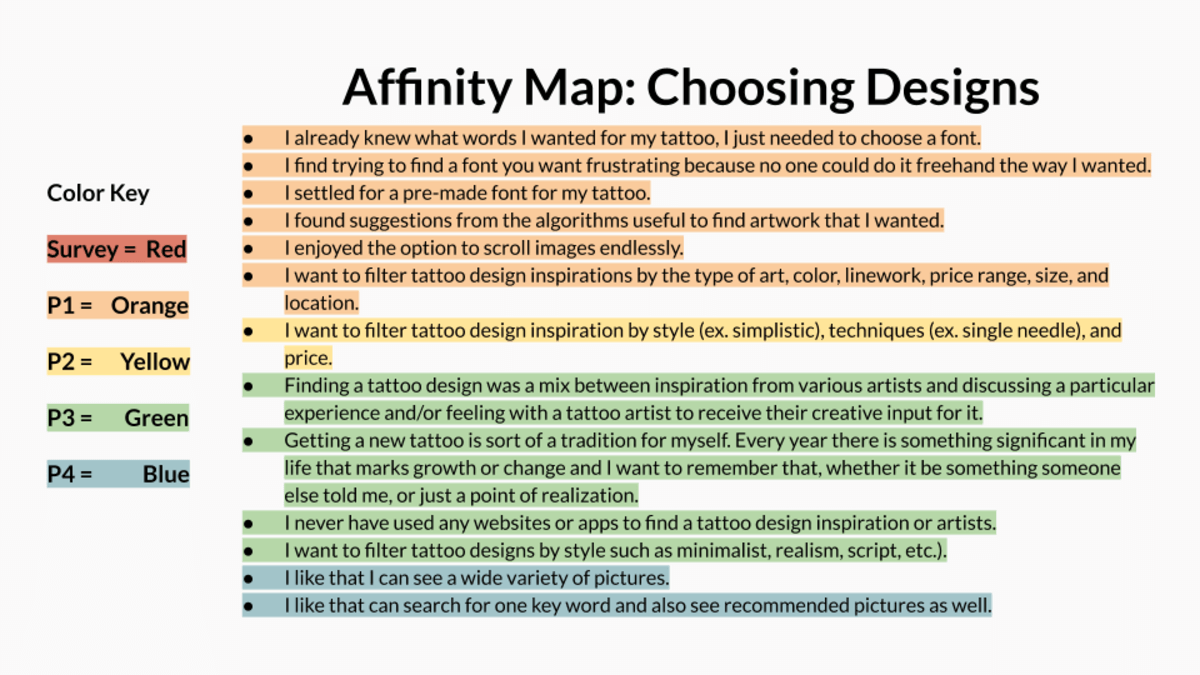 Affinity Map: Choosing Designs
Color Key
Survey = Red
P1 = Orange
P2 = Yellow
P3 = Green
P4 = Blue
● I already knew what words I wanted for my tattoo, I just needed to choose a font.
● I find trying to find a font you want frustrating because no one could do it freehand the way I wanted.
● I settled for a pre-made font for my tattoo.
● I found suggestions from the algorithms useful to find artwork that I wanted.
● I enjoyed the option to scroll images endlessly.
● I want to filter tattoo design inspirations by the type of art, color, linework, price range, size, and
location.
● I want to filter tattoo design inspiration by style (ex. simplistic), techniques (ex. single needle), and
price.
● Finding a tattoo design was a mix between inspiration from various artists and discussing a particular
experience and/or feeling with a tattoo artist to receive their creative input for it.
● Getting a new tattoo is sort of a tradition for myself. Every year there is something significant in my
life that marks growth or change and I want to remember that, whether it be something someone
else told me, or just a point of realization.
● I never have used any websites or apps to find a tattoo design inspiration or artists.
● I want to filter tattoo designs by style such as minimalist, realism, script, etc.).
● I like that I can see a wide variety of pictures.
● I like that can search for one key word and also see recommended pictures as well.